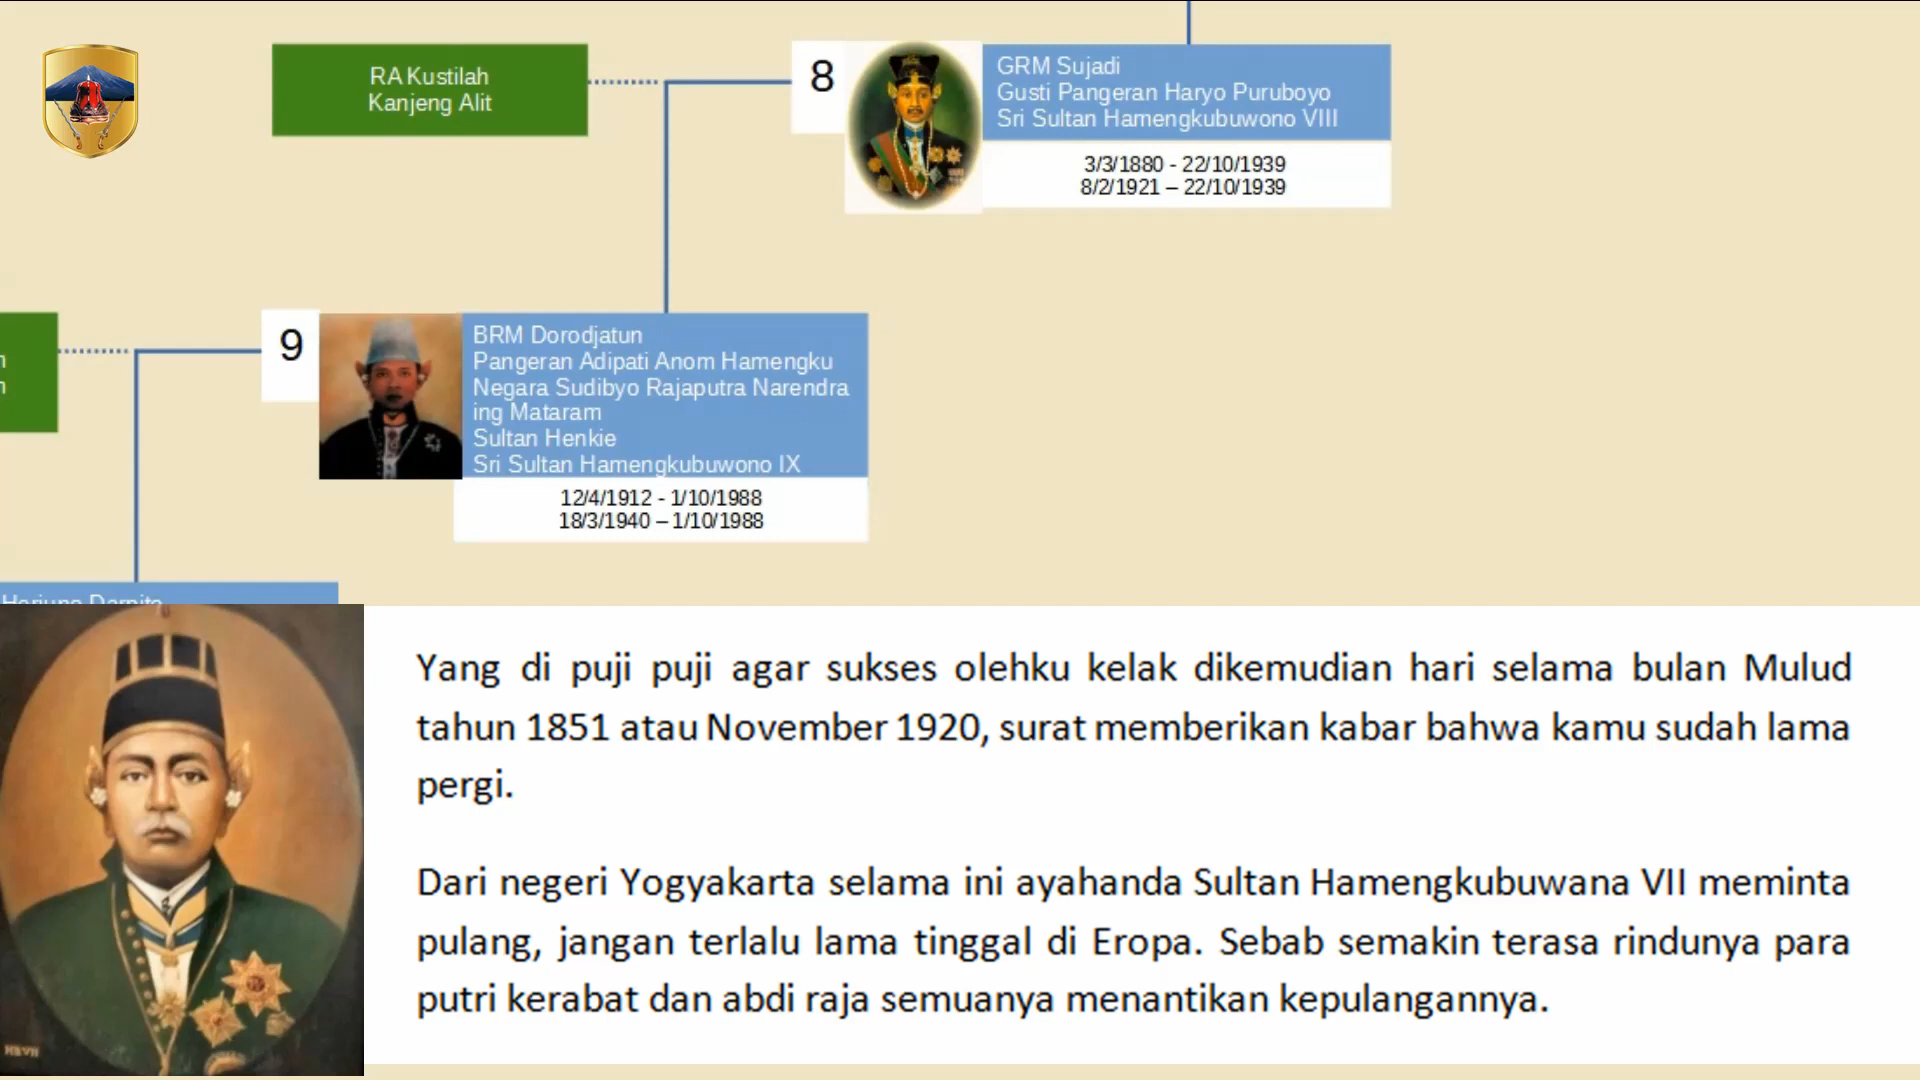 RA Kustilah
Kanjeng Alit
8
GRM Sujadi
Gusti Pangeran Haryo Puruboyo
Sri Sultan Hamengkubuwono VIII
3/3/1880 - 22/10/1939
8/2/1921 – 22/10/1939
9
BRM Dorodjatun
Pangeran Adipati Anom Hamengku
Negara Sudibyo Rajaputra Narendra
ing Mataram
Sultan Henkie
Sri Sultan Hamengkubuwono IX
12/4/1912 - 1/10/1988
18/3/1940 – 1/10/1988
Yang di puji puji agar sukses olehku kelak dikemudian hari selama bulan Mulud
tahun 1851 atau November 1920, surat memberikan kabar bahwa kamu sudah lama
pergi.
Dari negeri Yogyakarta selama ini ayahanda Sultan Hamengkubuwana VII meminta
pulang, jangan terlalu lama tinggal di Eropa. Sebab semakin terasa rindunya para
putri kerabat dan abdi raja semuanya menantikan kepulangannya.
HBVII